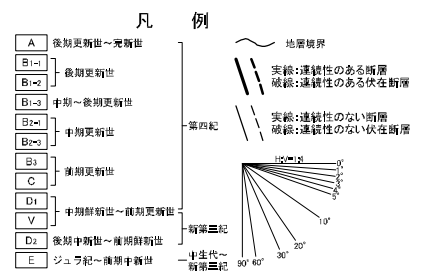 凡 例
A 後期更新世～完新世
B1-1
B1-2
後期更新世
B1-3 中期～後期更新世
B2-1
B2-3
中期更新世
B3
C
前期更新世
D1
V
中期鮮新世～前期更新世
D2 後期中新世～前期鮮新世
E ジュラ紀～前期中新世
第四紀
新第三紀
中生代～
新第三紀
地層境界
実線:連続性のある断層
破線:連続性のある伏在断層
実線:連続性のない断層
破線:連続性のない伏在断層
H:V=1:4
0°
1°
2°
3°
4°
5°
10°
20°
30°
60°
90°